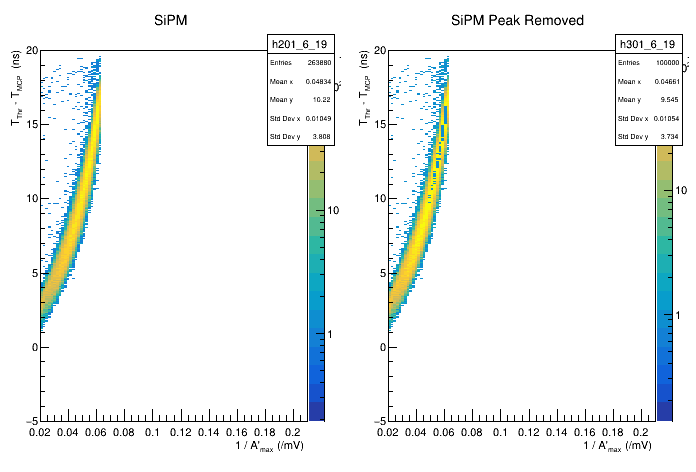 SiPM
SiPM Peak Removed
h201_6_19
Entries 263880
Mean x 0.04834
Mean y 10.22
Std Dev x 0.01049
Std Dev y 3.808
h301_6_19
Entries 100000
Mean x 0.04661
Mean y 9.545
Std Dev x 0.01054
Std Dev y 3.734
T_Thr - T_MCP (ns)
20
15
10
5
0
−5
0.02 0.04 0.06 0.08 0.1 0.12 0.14 0.16 0.18 0.2
1 / A'_max (/mV)
10
1
T_Thr - T_MCP (ns)
20
15
10
5
0
−5
0.02 0.04 0.06 0.08 0.1 0.12 0.14 0.16 0.18 0.2
1 / A'_max (/mV)
10
1